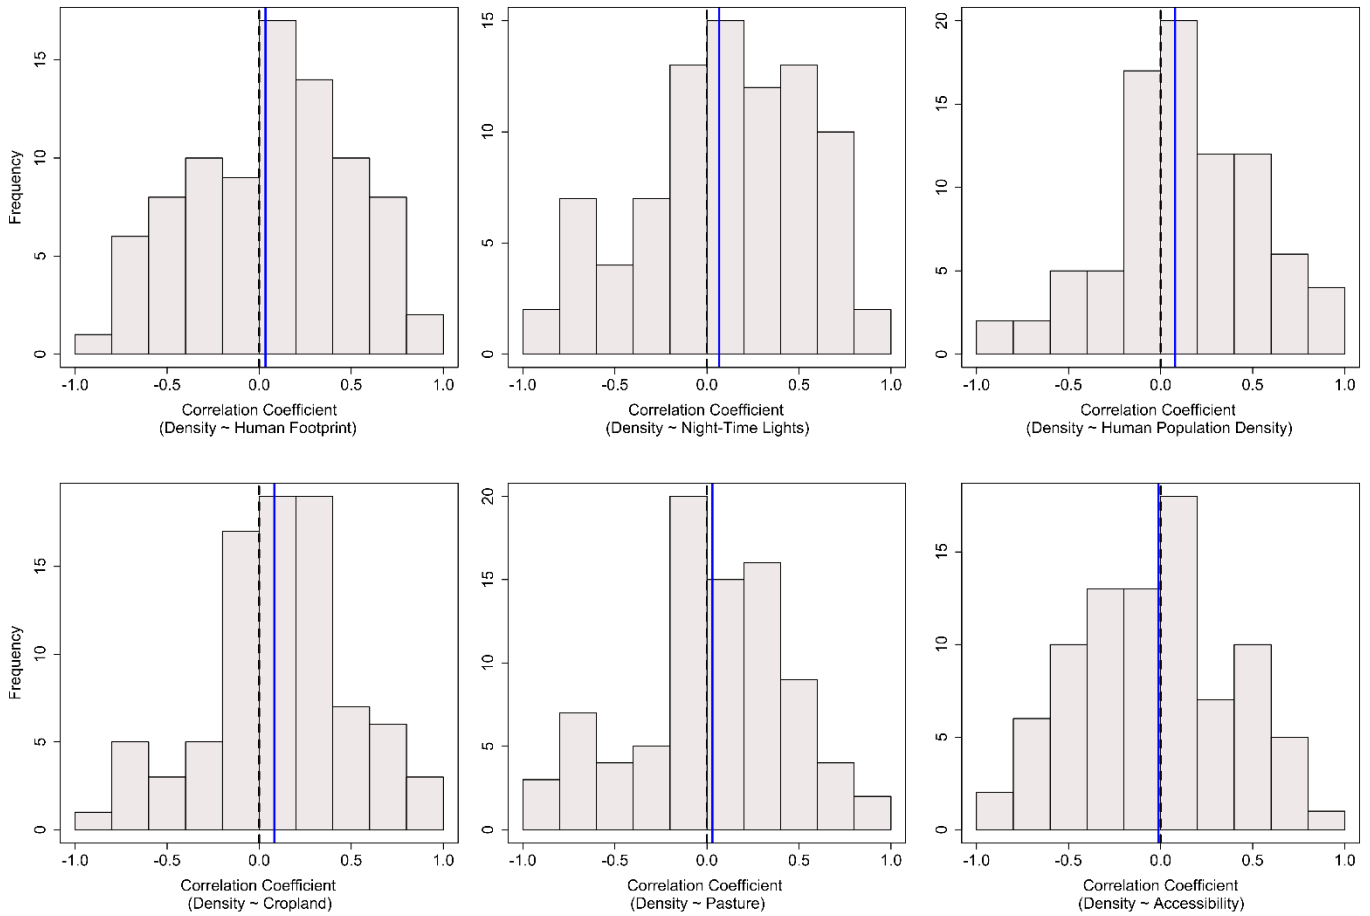 Frequency
15
10
5
0
-1.0 -0.5 0.0 0.5 1.0
Correlation Coefficient
(Density ~ Human Footprint)
15
10
5
0
-1.0 -0.5 0.0 0.5 1.0
Correlation Coefficient
(Density ~ Night-Time Lights)
20
15
10
5
0
-1.0 -0.5 0.0 0.5 1.0
Correlation Coefficient
(Density ~ Human Population Density)
Frequency
15
10
5
0
-1.0 -0.5 0.0 0.5 1.0
Correlation Coefficient
(Density ~ Cropland)
20
15
10
5
0
-1.0 -0.5 0.0 0.5 1.0
Correlation Coefficient
(Density ~ Pasture)
15
10
5
0
-1.0 -0.5 0.0 0.5 1.0
Correlation Coefficient
(Density ~ Accessibility)